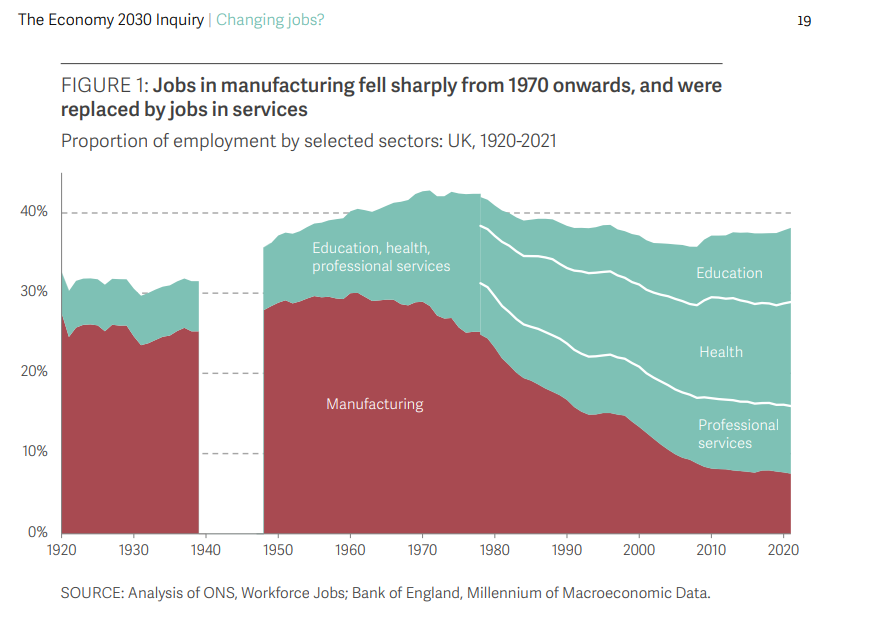 The Economy 2030 Inquiry | Changing jobs?
19
FIGURE 1: Jobs in manufacturing fell sharply from 1970 onwards, and were
replaced by jobs in services
Proportion of employment by selected sectors: UK, 1920-2021
40%
30%
20%
10%
0%
Education, health,
professional services
Manufacturing
Education
Health
Professional
services
1920 1930 1940 1950 1960 1970 1980 1990 2000 2010 2020
SOURCE: Analysis of ONS, Workforce Jobs; Bank of England, Millennium of Macroeconomic Data.